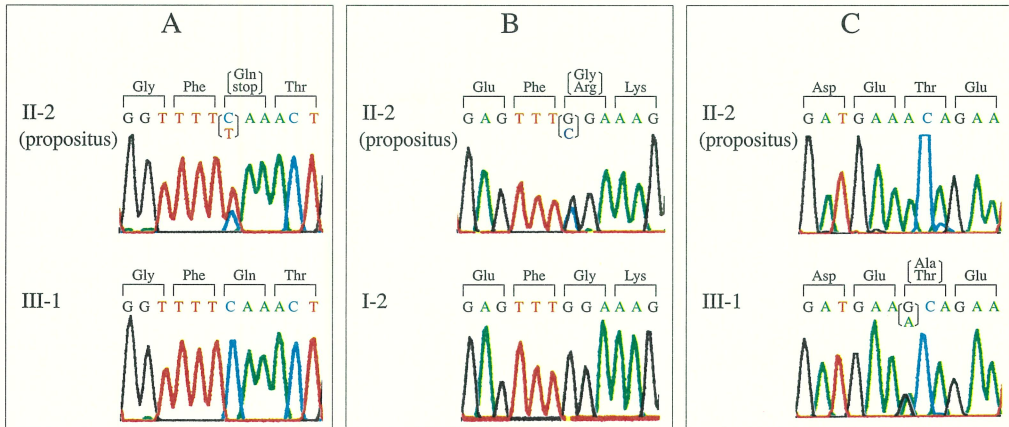 A
Gln
Gly Phe stop Thr
II-2 G G T T T T C A A A C T
(propositus) T
Gly Phe Gln Thr
III-1 G G T T T T C A A A C T
B
Gly
Glu Phe Arg Lys
II-2 G A G T T T G G A A A G
(propositus) C
Glu Phe Gly Lys
I-2 G A G T T T G G A A A G
C
Asp Glu Thr Glu
II-2 G A T G A A A C A G A A
(propositus)
Ala
Asp Glu Thr Glu
III-1 G A T G A A G C A G A A
A